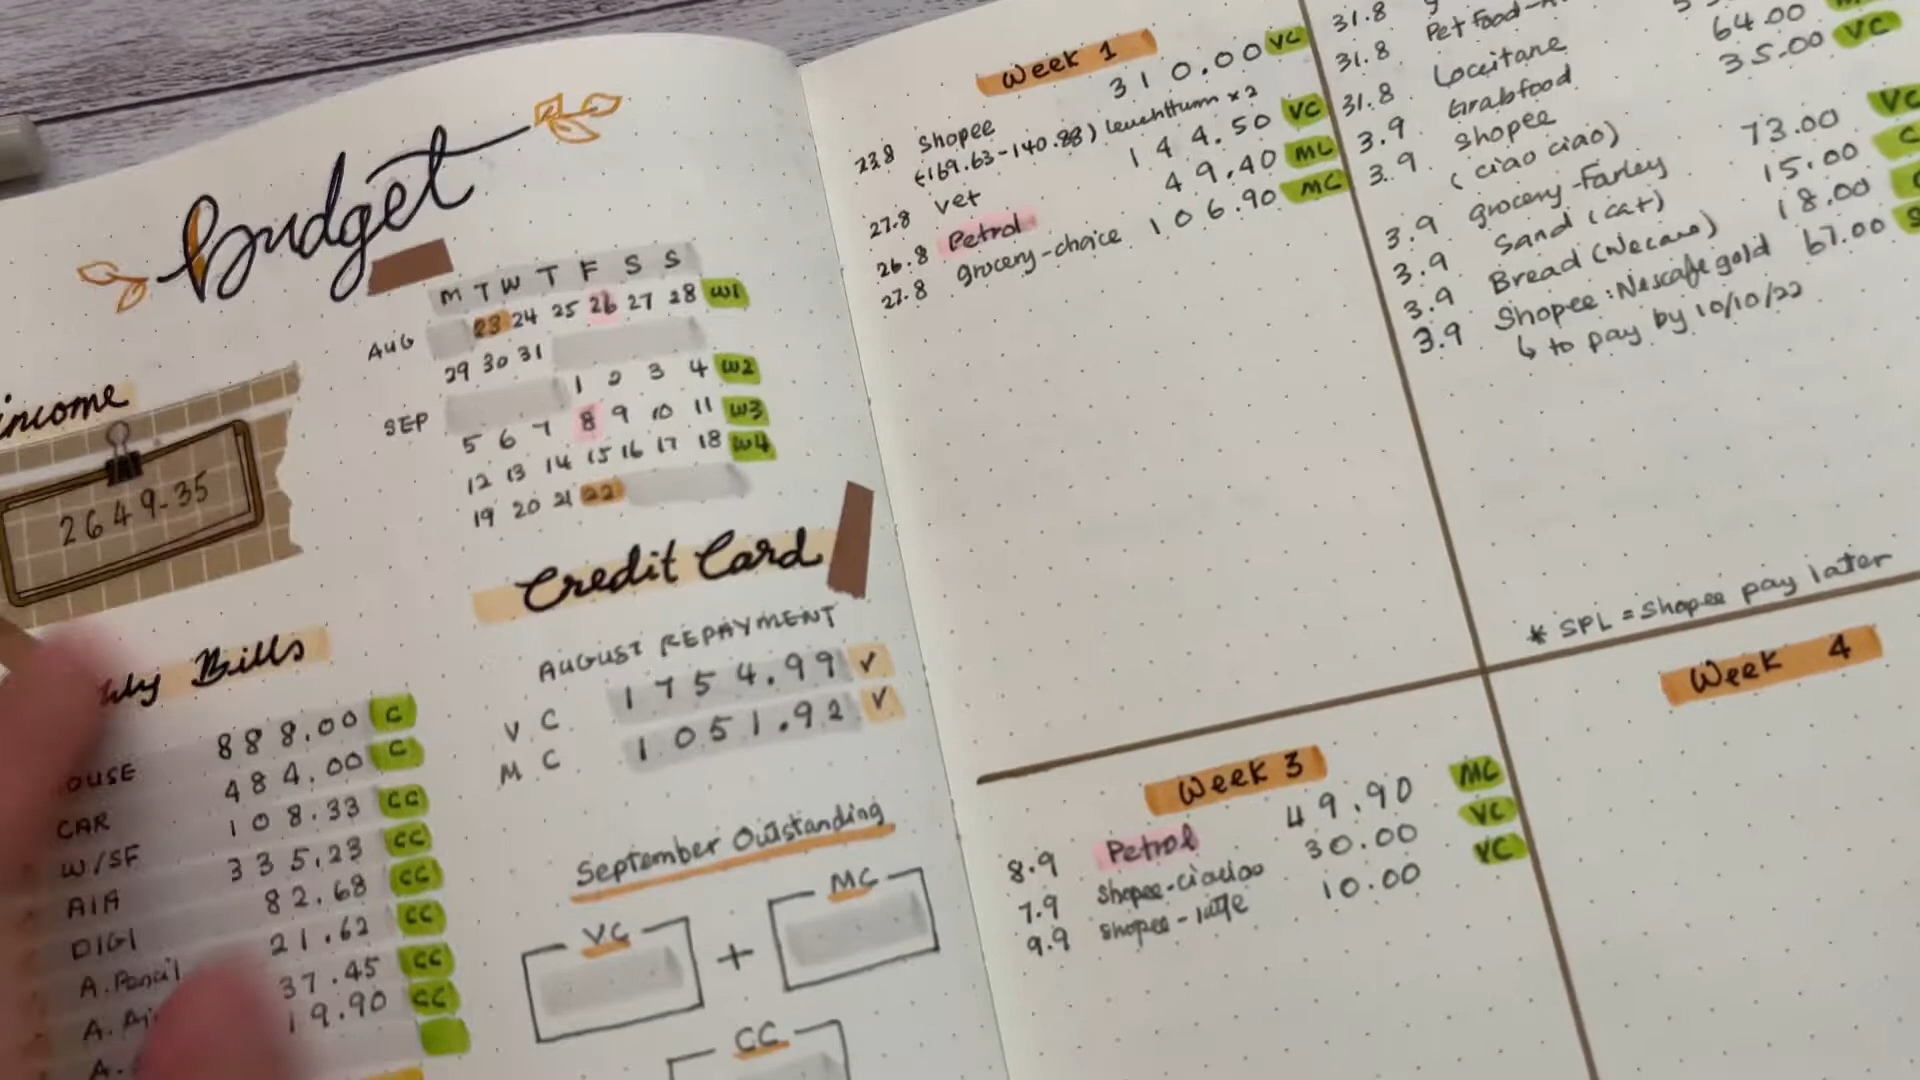 Budget
M T W T F S S
AUG 23 24 25 26 27 28 W1
29 30 31
SEP 1 2 3 4 W2
5 6 7 8 9 10 11 W3
12 13 14 15 16 17 18 W4
19 20 21 22
income
2649.35
Bills
888.00 C
CAR 484.00 C
W/SF 108.33 CC
AIA 335.23 CC
DIGI 82.68 CC
A. Pencil 21.62 CC
37.45 CC
19.90 CC
Credit Card
AUGUST REPAYMENT
VC 1754.99 ✓
MC 1051.92 ✓
September Outstanding
VC + MC
CC
Week 1
23.8 Shopee 310.00 VC
(169.63-140.88) leuchtturm x2
27.8 vet 144.50 VC
26.8 Petrol 49.40 MC
27.8 grocery-choice 106.90 MC
31.8
31.8 Pet food
31.8 Loccitane 64.00
3.9 Grabfood 35.00 VC
3.9 Shopee
(ciao ciao)
3.9 grocery-Farley 73.00 VC
3.9 Sand (cat) 15.00
3.9 Bread 18.00
3.9 Shopee: Nescafe gold 67.00
↳ to pay by 10/10/22
* SPL = Shopee pay later
Week 3
8.9 Petrol 49.90 MC
7.9 Shopee- 30.00 VC
9.9 Shopee- 10.00 VC
Week 4